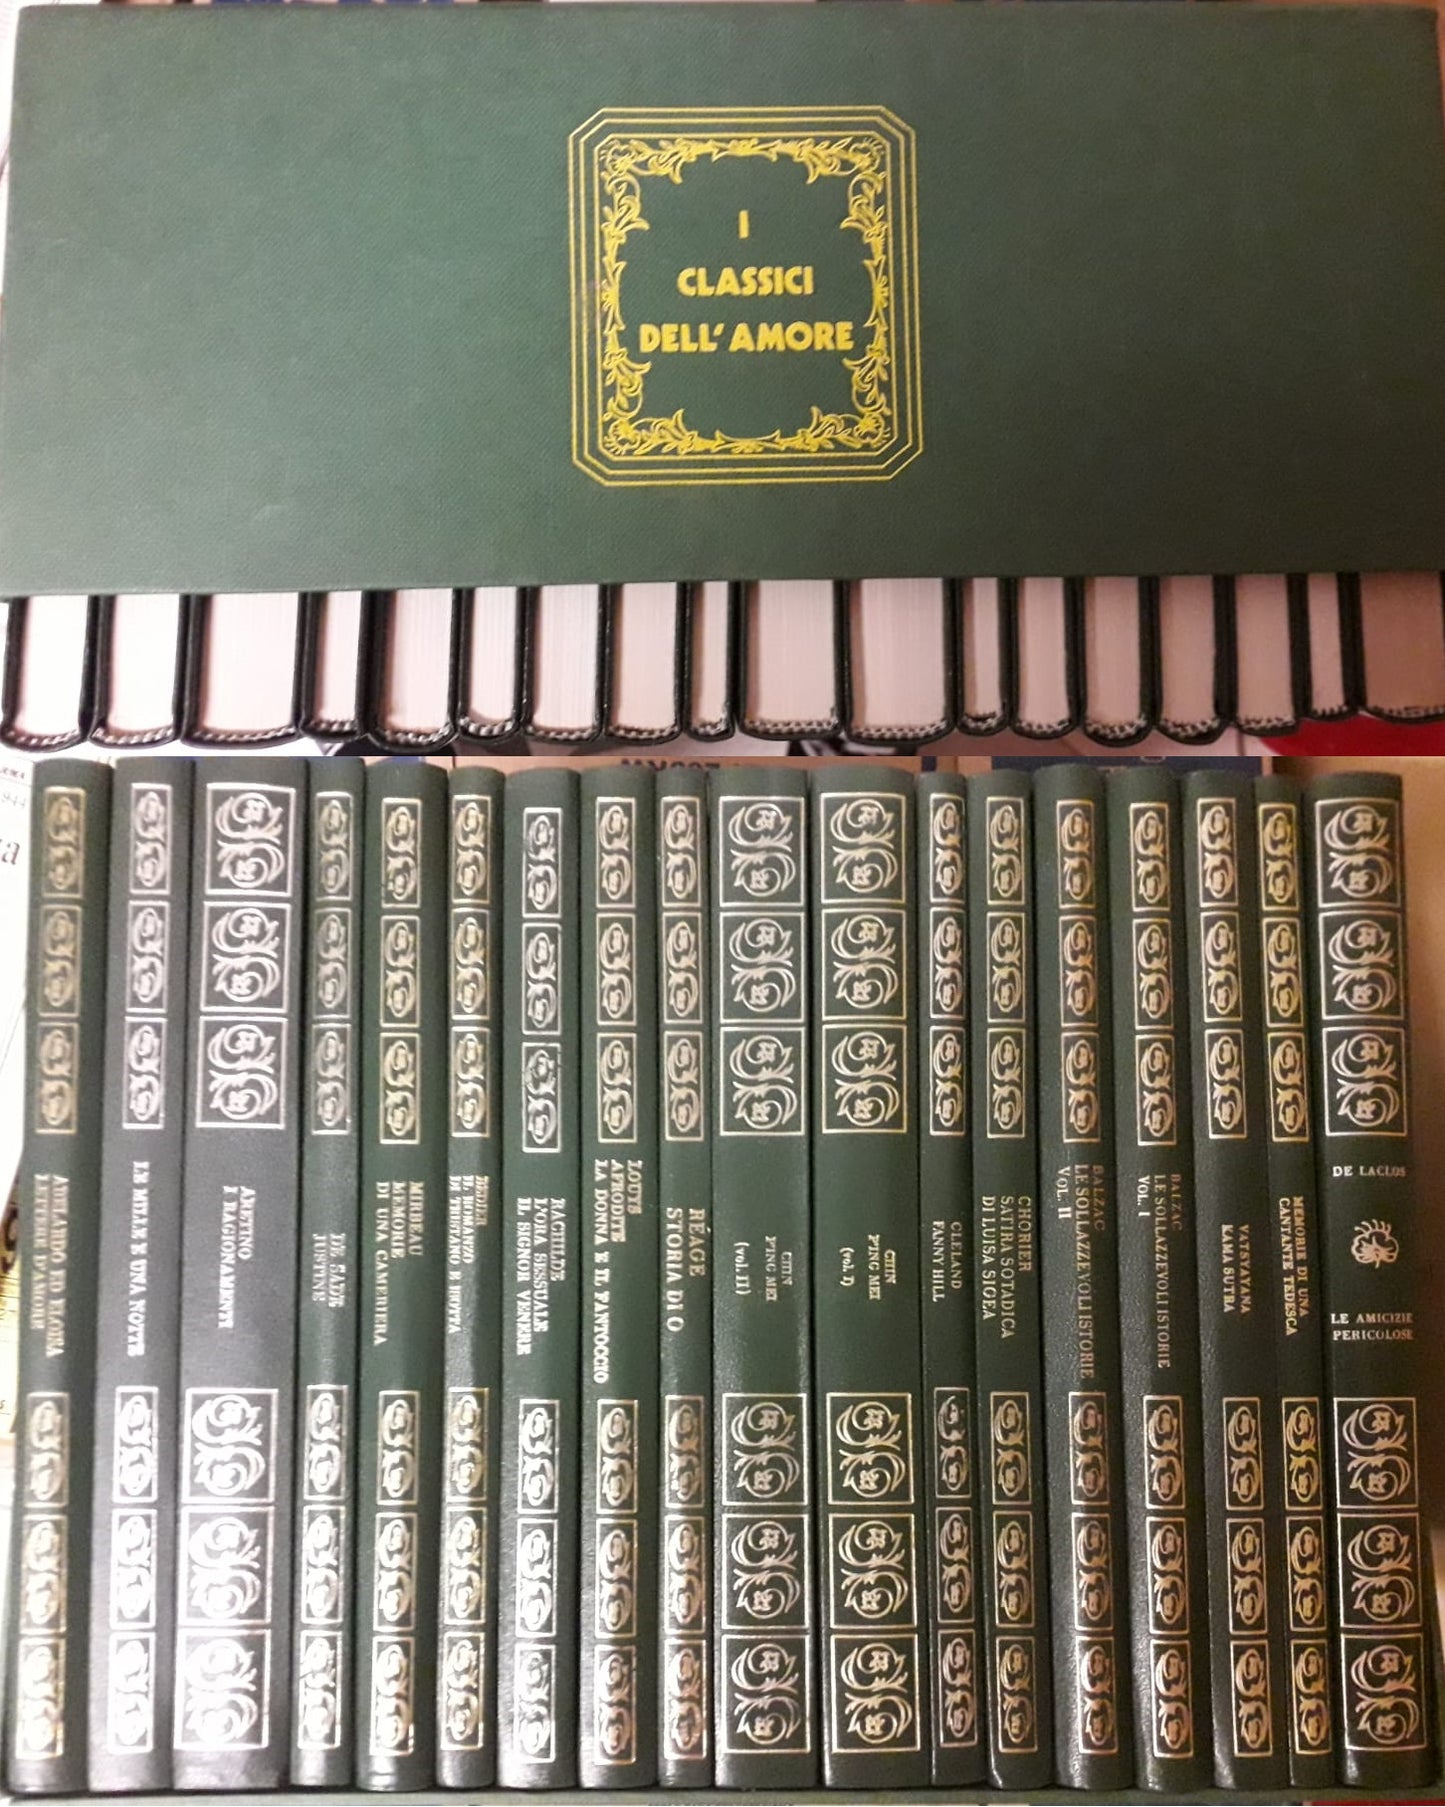 I
CLASSICI
DELL' AMORE
ABELARDO ED ELOISA
LETTERE D'AMORE
LE MILLE E UNA NOTTE
ARETINO
I RAGIONAMENTI
DE SADE
JUSTINE
MIRBEAU
MEMORIE
DI UNA CAMERIERA
BEDIER
IL ROMANZO
DI TRISTANO E ISOTTA
RACHILDE
L'ORA SESSUALE
IL SIGNOR VENERE
LOUYS
AFRODITE
LA DONNA E IL FANTOCCIO
RÉAGE
STORIA DI O
CHIN
P'ING MEI
(vol. II)
CHIN
P'ING MEI
(vol. I)
CLELAND
FANNY HILL
CHORIER
SATIRA SOTADICA
DI LUISA SIGEA
BALZAC
LE SOLLAZZEVOLI ISTORIE
VOL. II
BALZAC
LE SOLLAZZEVOLI ISTORIE
VOL. I
VATSYAYANA
KAMA SUTRA
MEMORIE DI UNA
CANTANTE TEDESCA
DE LACLOS
LE AMICIZIE
PERICOLOSE